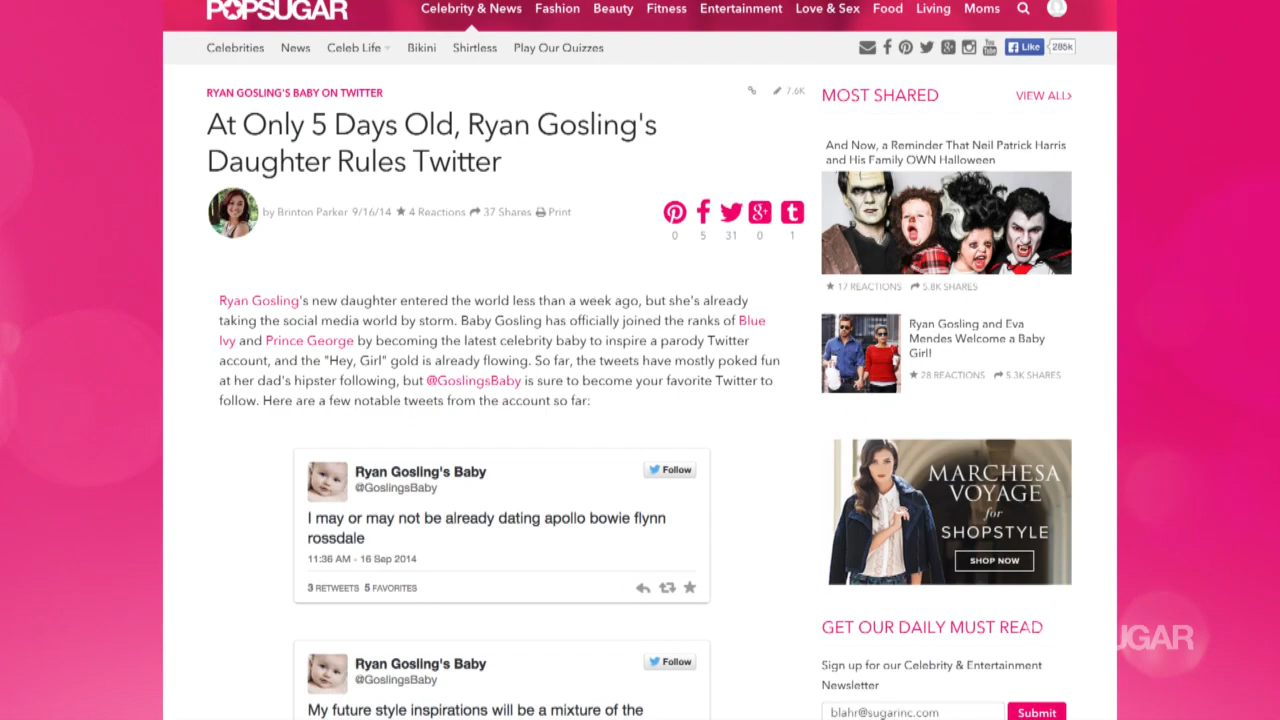 POPSUGAR
Celebrity & News Fashion Beauty Fitness Entertainment Love & Sex Food Living Moms
Celebrities News Celeb Life Bikini Shirtless Play Our Quizzes
You Tube
Like 285k
RYAN GOSLING'S BABY ON TWITTER
7.6K
At Only 5 Days Old, Ryan Gosling's
Daughter Rules Twitter
by Brinton Parker 9/16/14 4 Reactions 37 Shares Print
0 5 31 0 1
Ryan Gosling's new daughter entered the world less than a week ago, but she's already
taking the social media world by storm. Baby Gosling has officially joined the ranks of Blue
Ivy and Prince George by becoming the latest celebrity baby to inspire a parody Twitter
account, and the "Hey, Girl" gold is already flowing. So far, the tweets have mostly poked fun
at her dad's hipster following, but @GoslingsBaby is sure to become your favorite Twitter to
follow. Here are a few notable tweets from the account so far:
Ryan Gosling's Baby
@GoslingsBaby
Follow
I may or may not be already dating apollo bowie flynn
rossdale
11:36 AM - 16 Sep 2014
3 RETWEETS 5 FAVORITES
Ryan Gosling's Baby
@GoslingsBaby
Follow
My future style inspirations will be a mixture of the
MOST SHARED
VIEW ALL
And Now, a Reminder That Neil Patrick Harris
and His Family OWN Halloween
17 REACTIONS 5.8K SHARES
Ryan Gosling and Eva
Mendes Welcome a Baby
Girl!
28 REACTIONS 5.3K SHARES
MARCHESA
VOYAGE
for
SHOPSTYLE
SHOP NOW
GET OUR DAILY MUST READ
Sign up for our Celebrity & Entertainment
Newsletter
blahr@sugarinc.com
Submit
UGAR